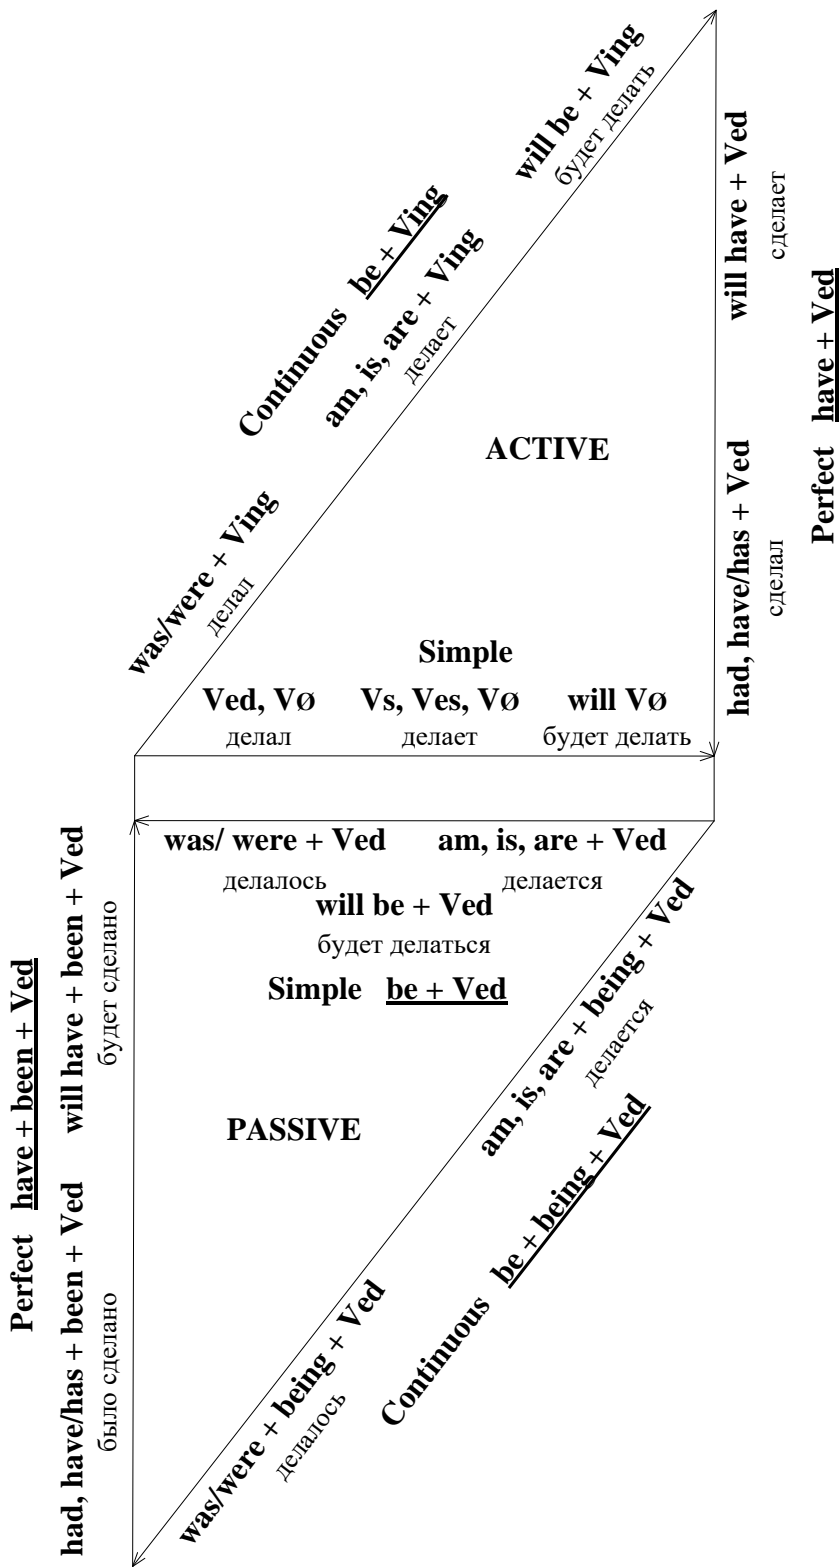 Continuous be + Ving
will be + Ving
будет делать
am, is, are + Ving
делает
was/were + Ving
делал
ACTIVE
will have + Ved
сделает
Perfect have + Ved
had, have/has + Ved
сделал
Simple
Ved, VØ Vs, Ves, VØ will VØ
делал делает будет делать
was/ were + Ved am, is, are + Ved
делалось делается
will be + Ved
будет делаться
Simple be + Ved
PASSIVE
Perfect have + been + Ved
will have + been + Ved
будет сделано
had, have/has + been + Ved
было сделано
am, is, are + being + Ved
делается
Continuous be + being + Ved
was/were + being + Ved
делалось